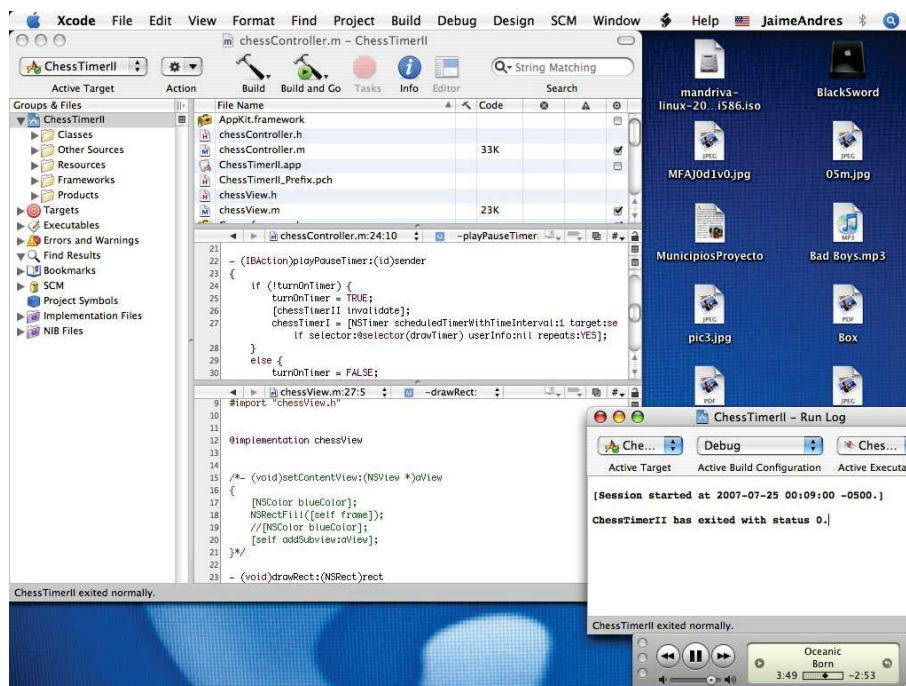 Xcode File Edit View Format Find Project Build Debug Design SCM Window Help JaimeAndres
chessController.m – ChessTimerII
ChessTimerII
String Matching
Active Target Action Build Build and Go Tasks Info Editor Search
Groups & Files
ChessTimerII
Classes
Other Sources
Resources
Frameworks
Products
Targets
Executables
Errors and Warnings
Find Results
Bookmarks
SCM
Project Symbols
Implementation Files
NIB Files
File Name Code
AppKit.framework
chessController.h
chessController.m 33K
ChessTimerII.app
ChessTimerII_Prefix.pch
chessView.h
chessView.m 23K
chessController.m:24:10 -playPauseTimer
21
22 - (IBAction)playPauseTimer:(id)sender
23 {
24 if (!turnOnTimer) {
25 turnOnTimer = TRUE;
26 [chessTimerII invalidate];
27 chessTimerI = [NSTimer scheduledTimerWithTimeInterval:1 target:se
lf selector:@selector(drawTimer) userInfo:nil repeats:YES];
28 }
29 else {
30 turnOnTimer = FALSE;
chessView.m:27:5 -drawRect:
9 #import "chessView.h"
10
11
12 @implementation chessView
13
14
15 /*- (void)setContentView:(NSView *)aView
16 {
17 [NSColor blueColor];
18 NSRectFill([self frame]);
19 //[NSColor blueColor];
20 [self addSubview:aView];
21 }*/
22
23 - (void)drawRect:(NSRect)rect
ChessTimerII exited normally.
mandriva-
linux-20...i586.iso
BlackSword
JPEG
MFAJ0d1v0.jpg
JPEG
05m.jpg
MunicipiosProyecto
MP3
Bad Boys.mp3
JPEG
pic3.jpg
PDF
Box
PDF
JPEG
ChessTimerII – Run Log
Che... Debug Ches...
Active Target Active Build Configuration Active Executa
[Session started at 2007-07-25 00:09:00 -0500.]
ChessTimerII has exited with status 0.
ChessTimerII exited normally.
Oceanic
Born
3:49 -2:53